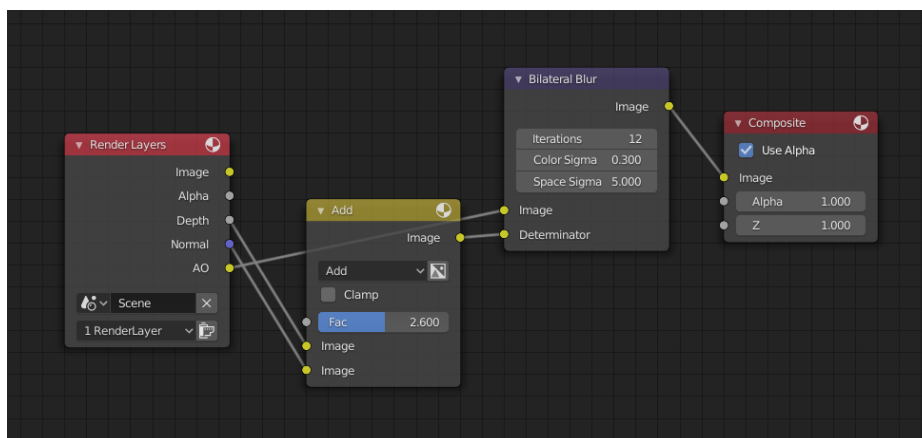 Render Layers
Image
Alpha
Depth
Normal
AO
Scene
1 RenderLayer
Add
Image
Add
Clamp
Fac 2.600
Image
Image
Bilateral Blur
Image
Iterations 12
Color Sigma 0.300
Space Sigma 5.000
Image
Determinator
Composite
Use Alpha
Image
Alpha 1.000
Z 1.000